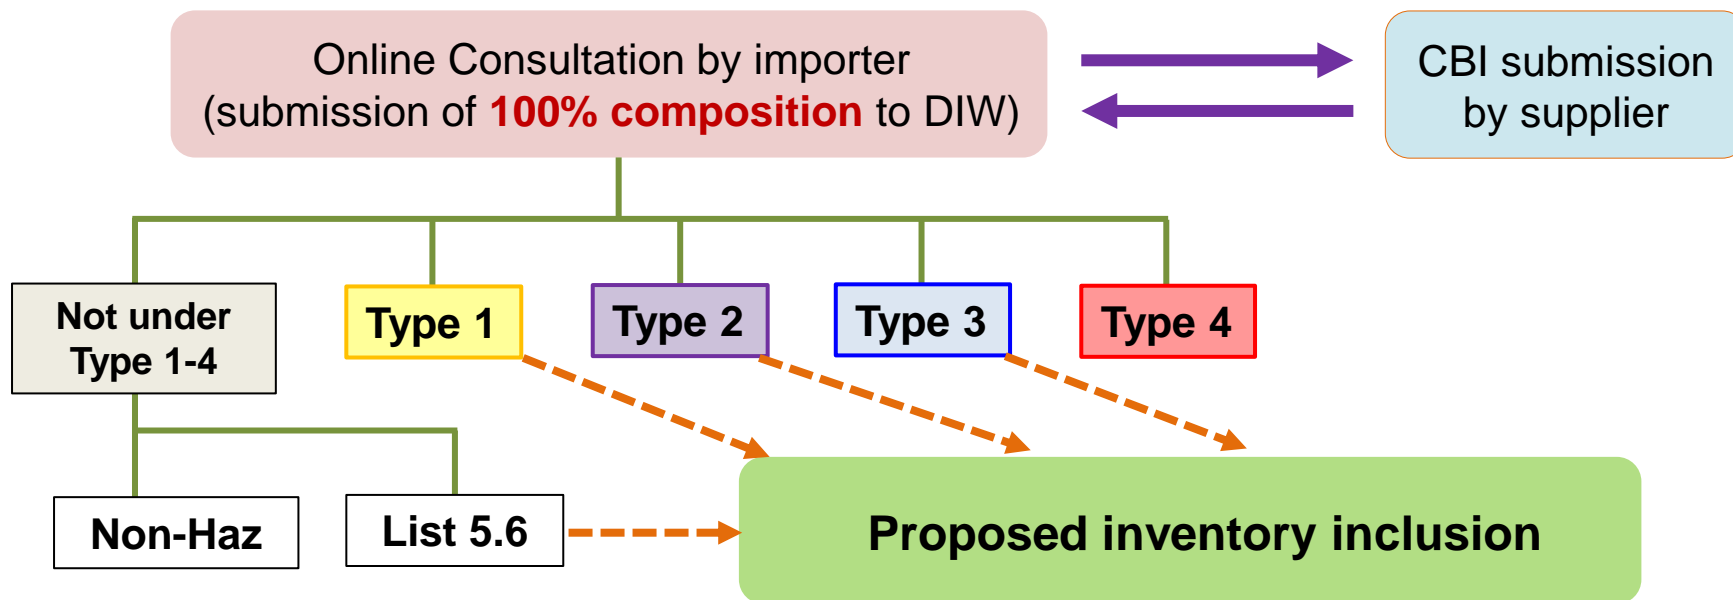 Online Consultation by importer
(submission of 100% composition to DIW)
CBI submission
by supplier
Not under
Type 1-4
Type 1
Type 2
Type 3
Type 4
Non-Haz
List 5.6
Proposed inventory inclusion